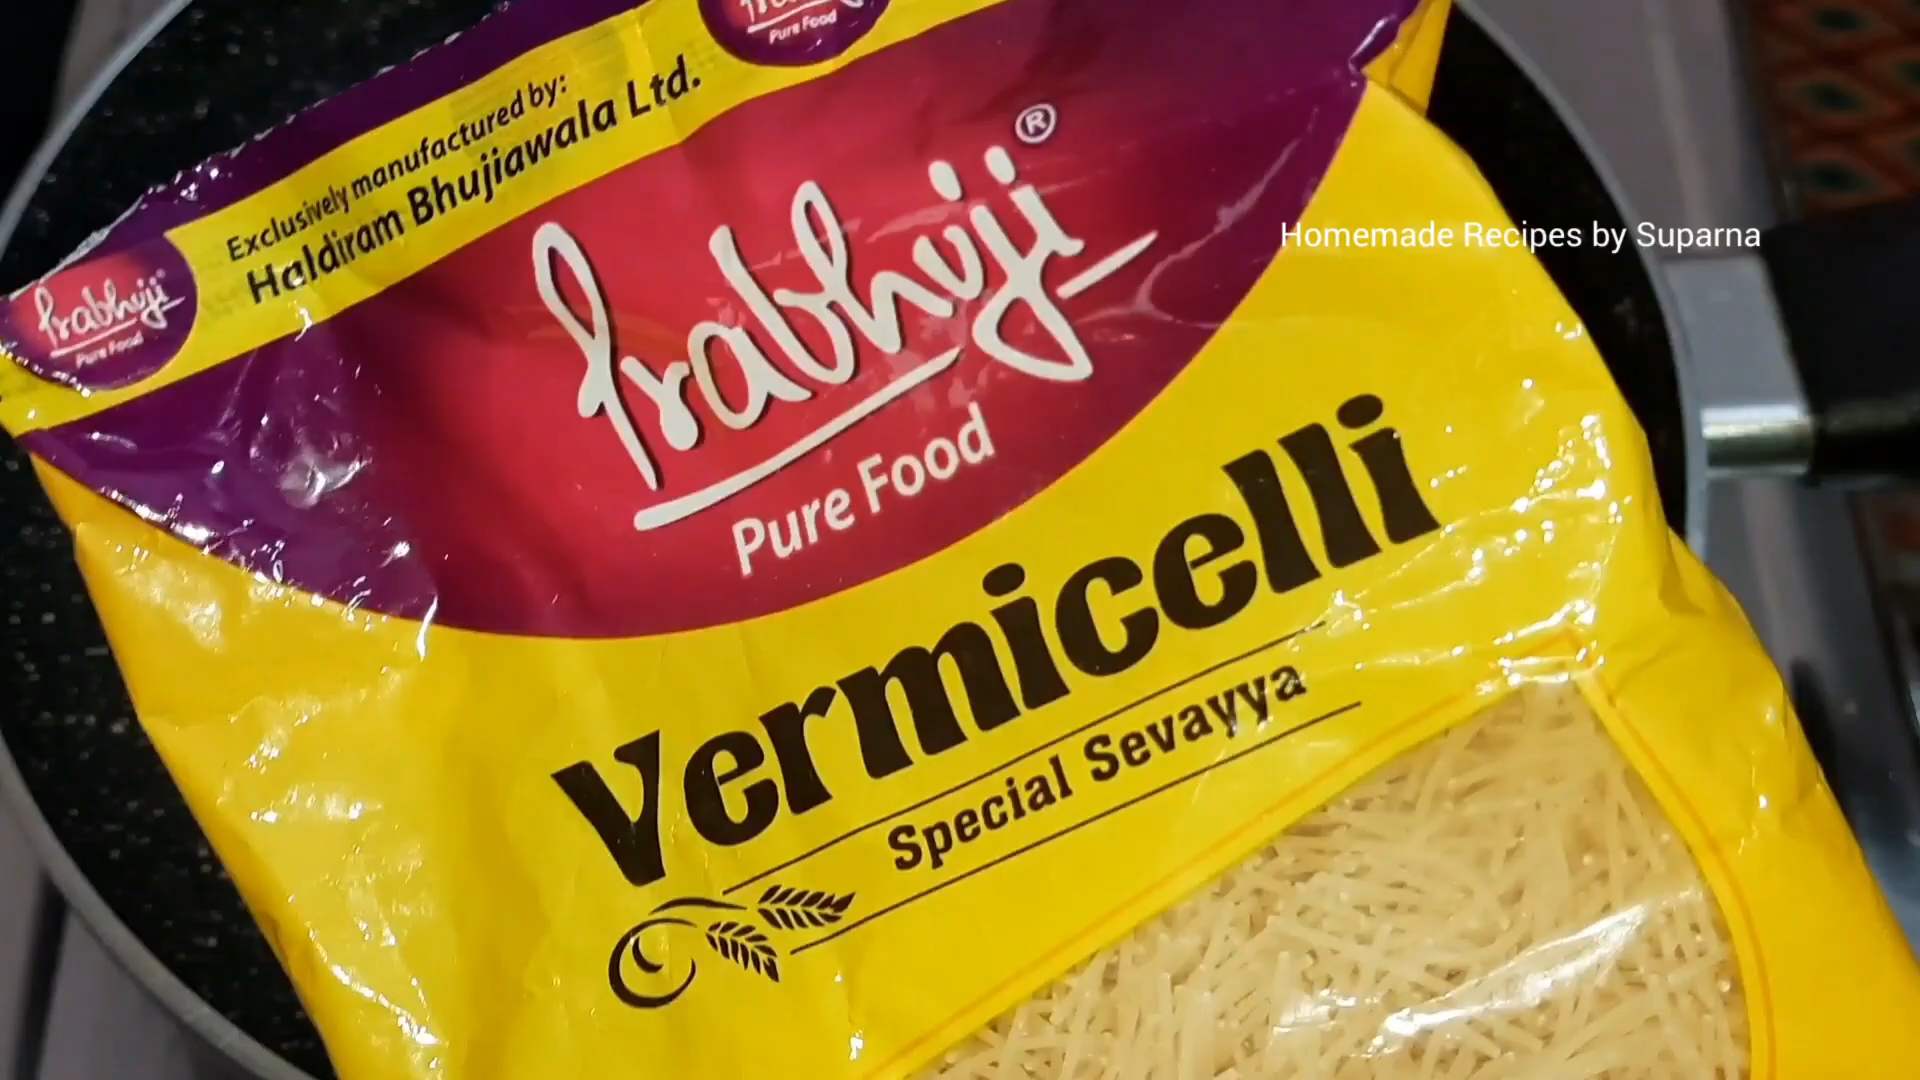 Exclusively manufactured by:
Haldiram Bhujiawala Ltd.
Pure Food
Prabhuji
Pure Food
Prabhuji®
Pure Food
Homemade Recipes by Suparna
Vermicelli
Special Sevayya